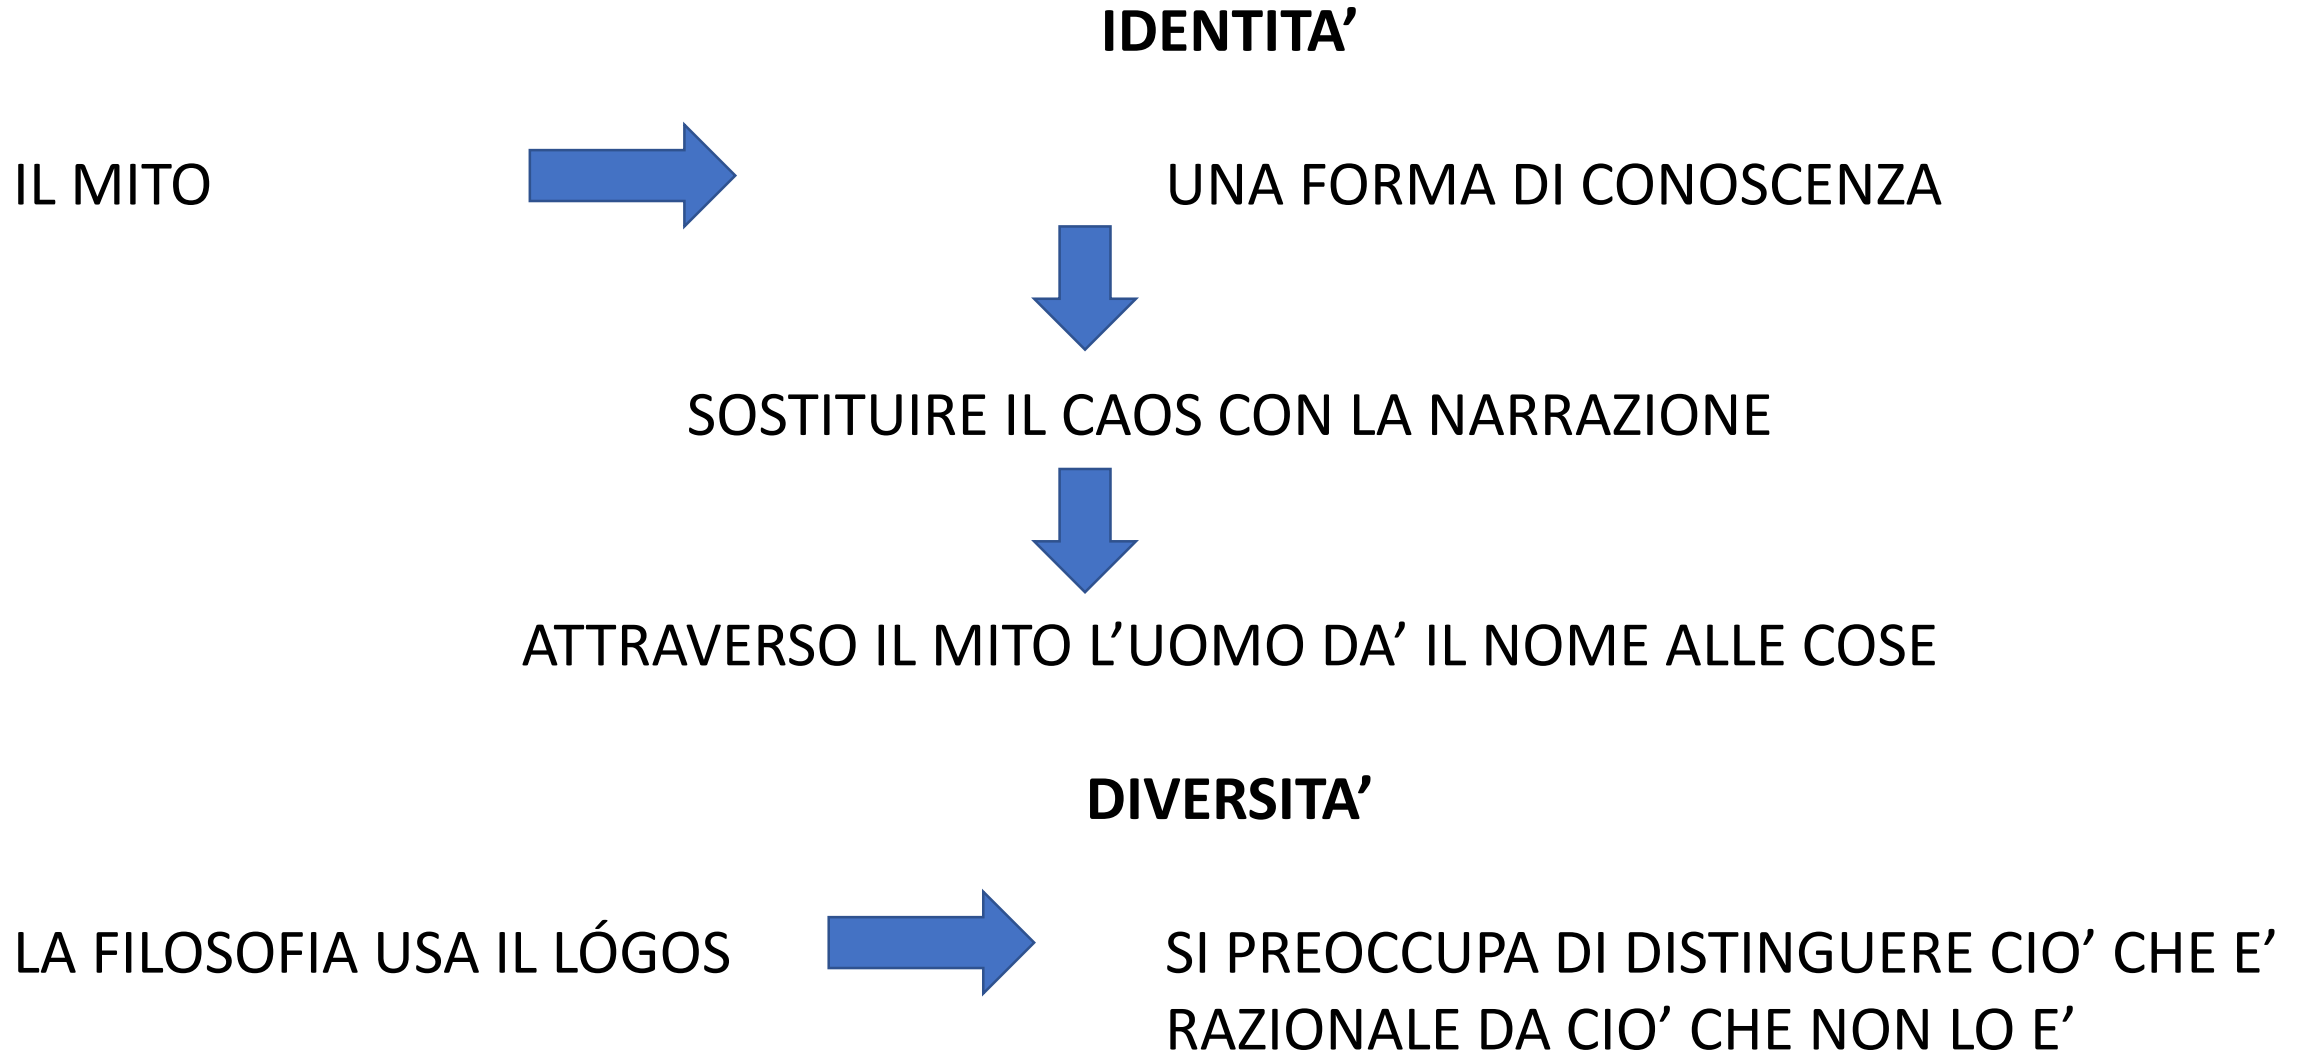 IDENTITA’
IL MITO UNA FORMA DI CONOSCENZA
SOSTITUIRE IL CAOS CON LA NARRAZIONE
ATTRAVERSO IL MITO L’UOMO DA’ IL NOME ALLE COSE
DIVERSITA’
LA FILOSOFIA USA IL LÓGOS SI PREOCCUPA DI DISTINGUERE CIO’ CHE E’
RAZIONALE DA CIO’ CHE NON LO E’